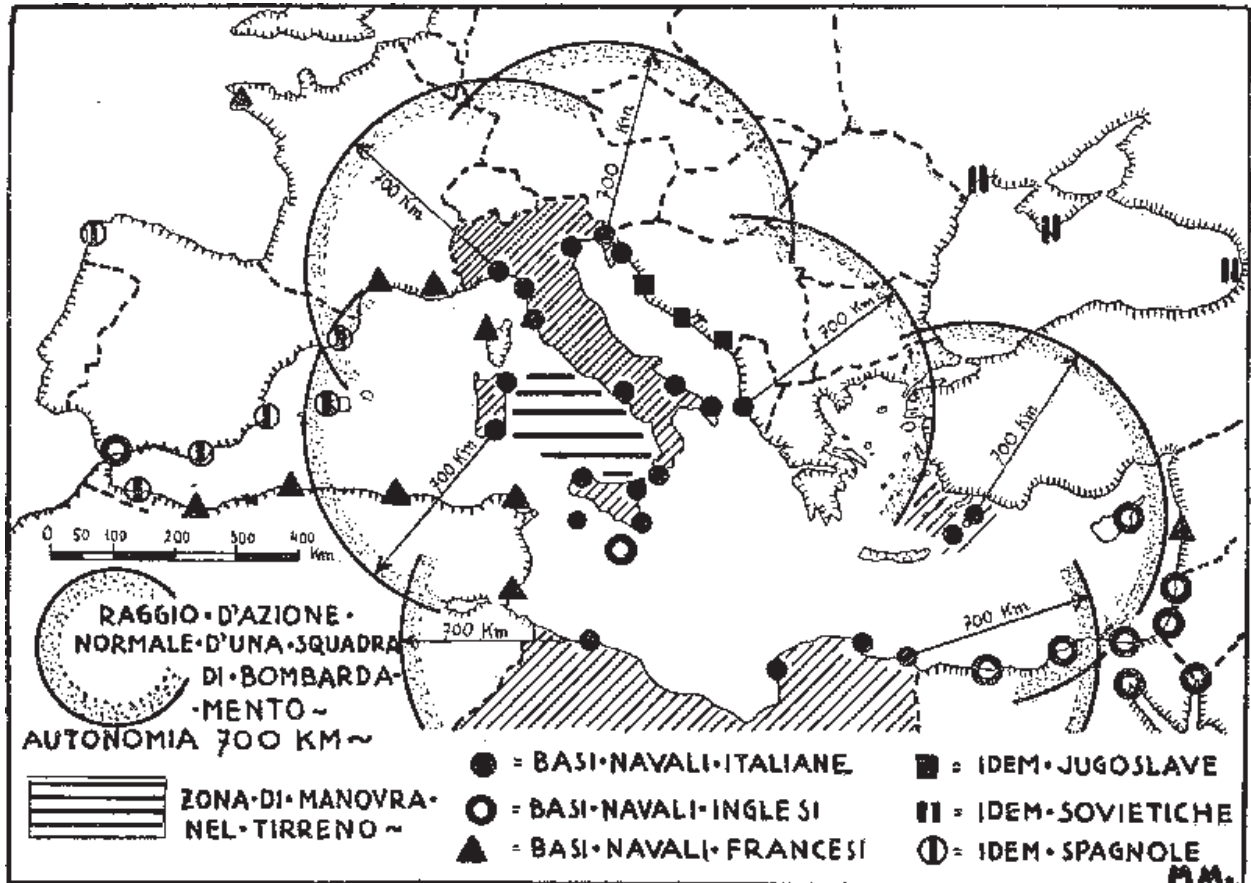 700 Km
700 Km
700 Km
700 Km
700 Km
700 Km
700 Km
0 50 100 200 300 400 Km
RAGGIO·D'AZIONE·
NORMALE·D'UNA·SQUADRA
DI·BOMBARDA-
·MENTO~
AUTONOMIA 700 KM~
ZONA·DI·MANOVRA·
NEL·TIRRENO~
= BASI·NAVALI·ITALIANE
= BASI·NAVALI·INGLESI
= BASI·NAVALI·FRANCESI
= IDEM·JUGOSLAVE
= IDEM·SOVIETICHE
= IDEM·SPAGNOLE
M.M.